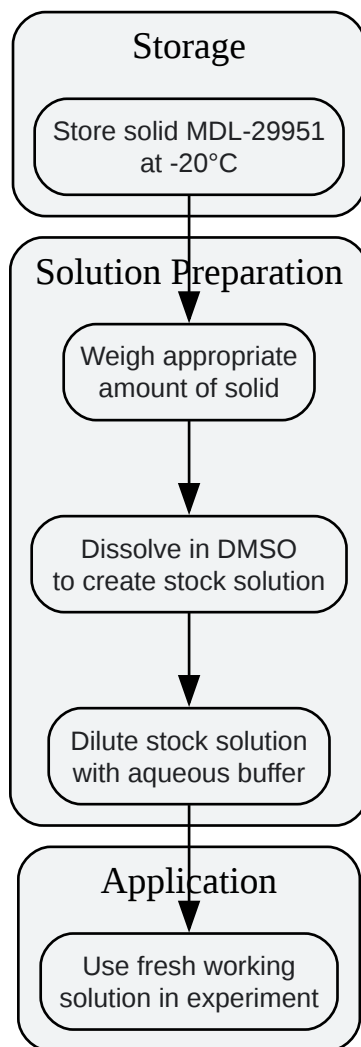 Storage
Store solid MDL-29951
at -20°C
Solution Preparation
Weigh appropriate
amount of solid
Dissolve in DMSO
to create stock solution
Dilute stock solution
with aqueous buffer
Application
Use fresh working
solution in experiment